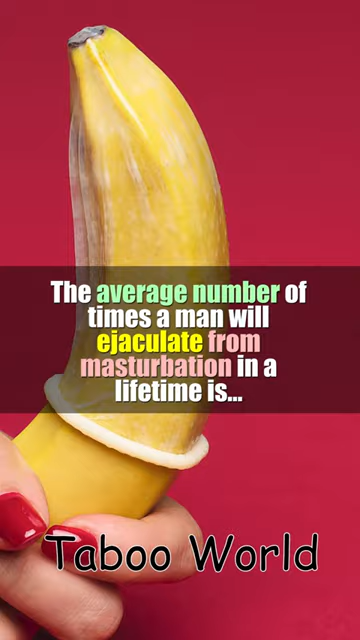 The average number of
times a man will
ejaculate from
masturbation in a
lifetime is...
Taboo World